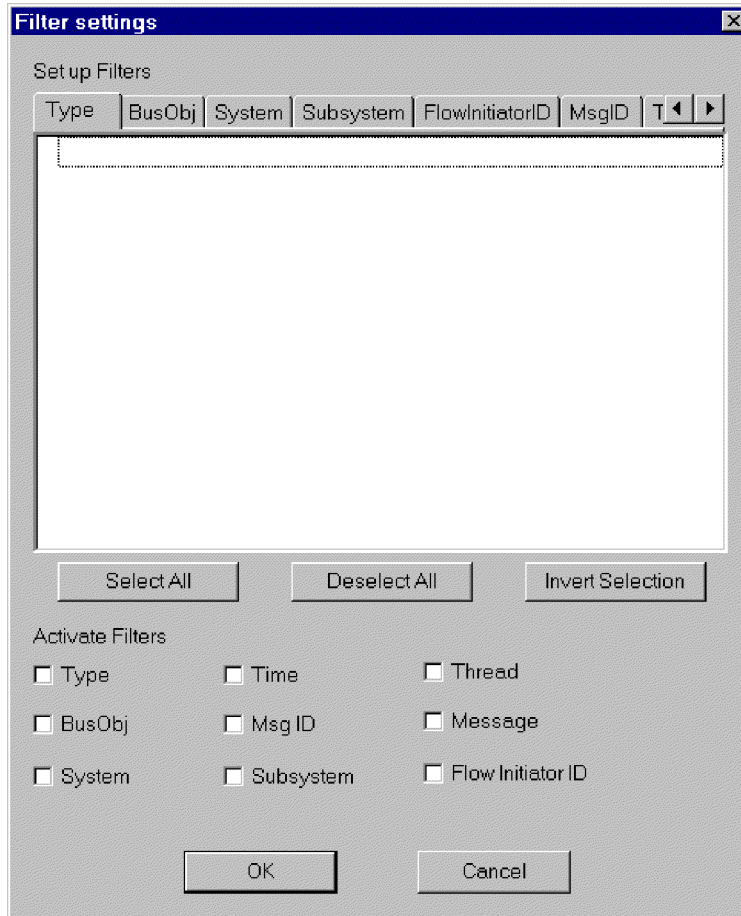 Filter settings
Set up Filters
Type BusObj System Subsystem FlowInitiatorID MsgID T
Select All Deselect All Invert Selection
Activate Filters
Type Time Thread
BusObj Msg ID Message
System Subsystem Flow Initiator ID
OK Cancel